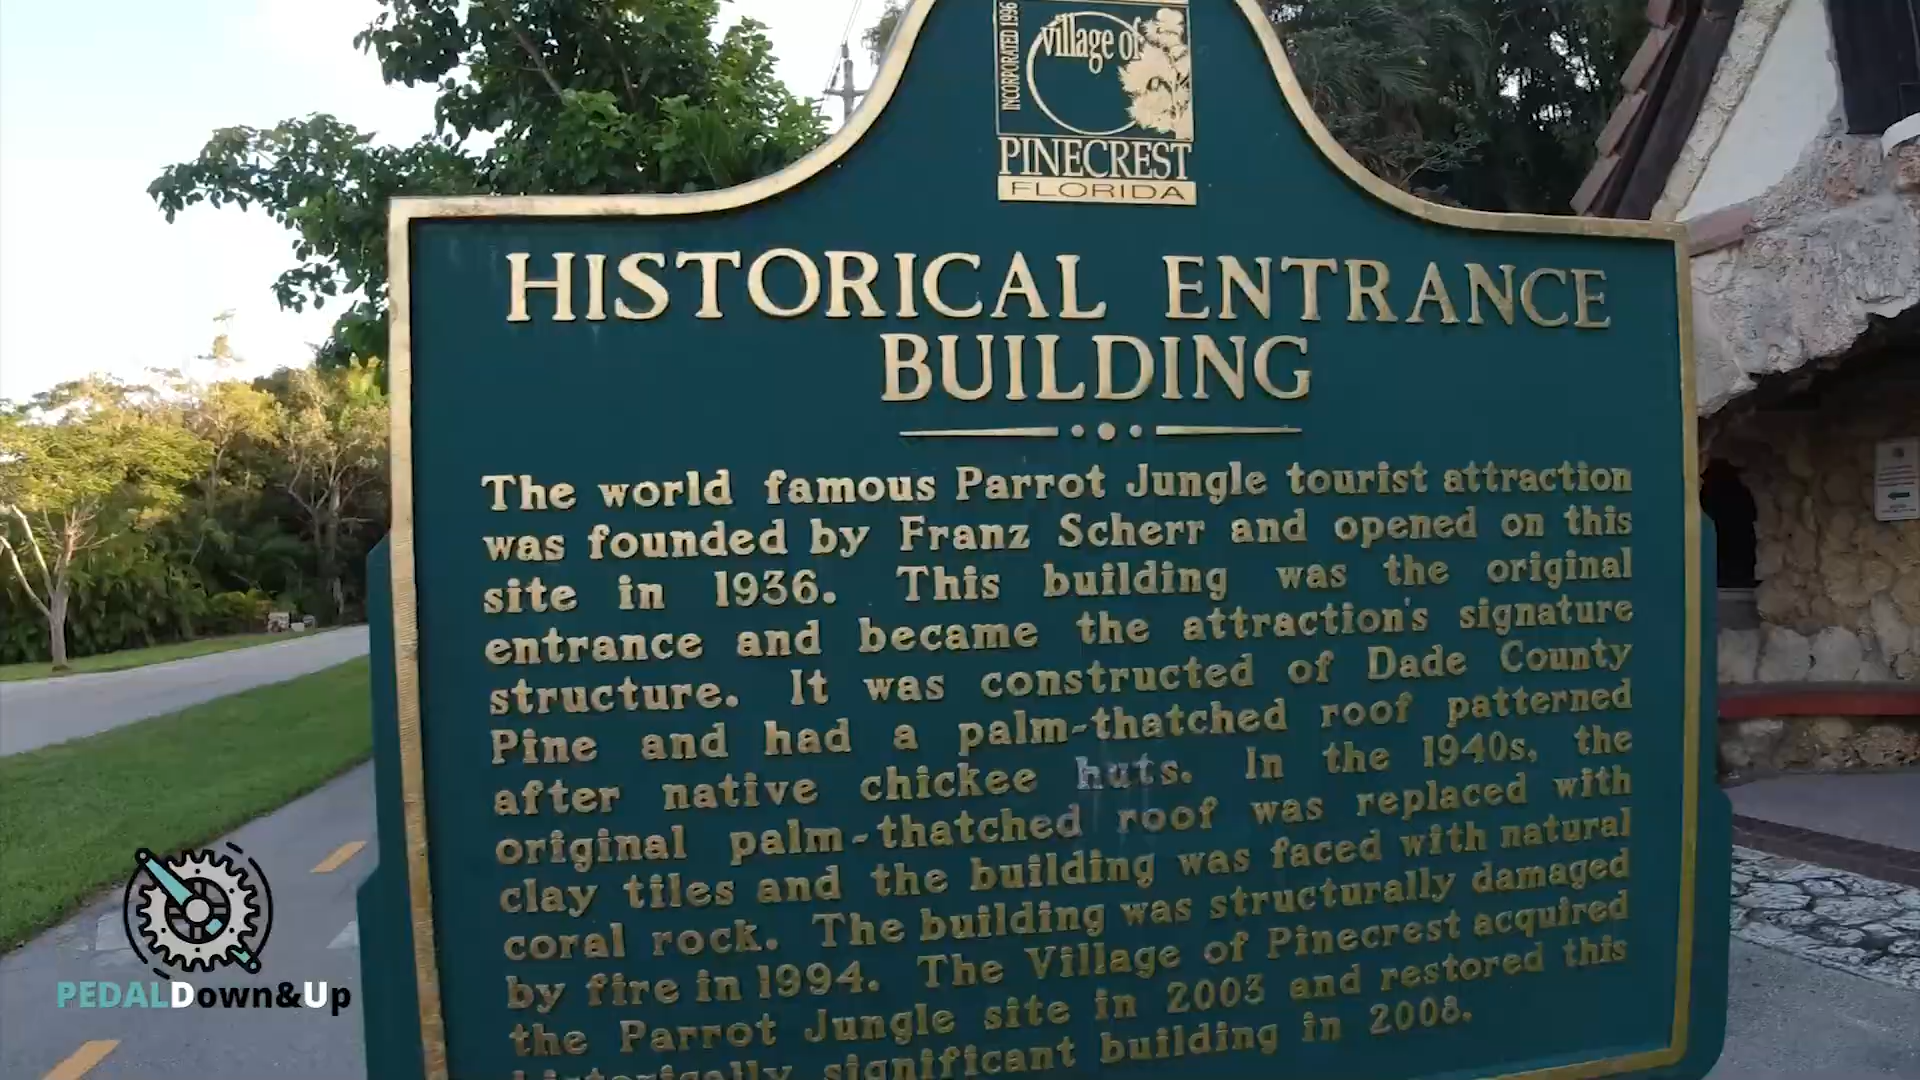 INCORPORATED 1996
village of
PINECREST
FLORIDA
HISTORICAL ENTRANCE
BUILDING
The world famous Parrot Jungle tourist attraction
was founded by Franz Scherr and opened on this
site in 1936. This building was the original
entrance and became the attraction's signature
structure. It was constructed of Dade County
Pine and had a palm-thatched roof patterned
after native chickee huts. In the 1940s, the
original palm-thatched roof was replaced with
clay tiles and the building was faced with natural
coral rock. The building was structurally damaged
by fire in 1994. The Village of Pinecrest acquired
the Parrot Jungle site in 2003 and restored this
historically significant building in 2008.
PEDALDown&Up